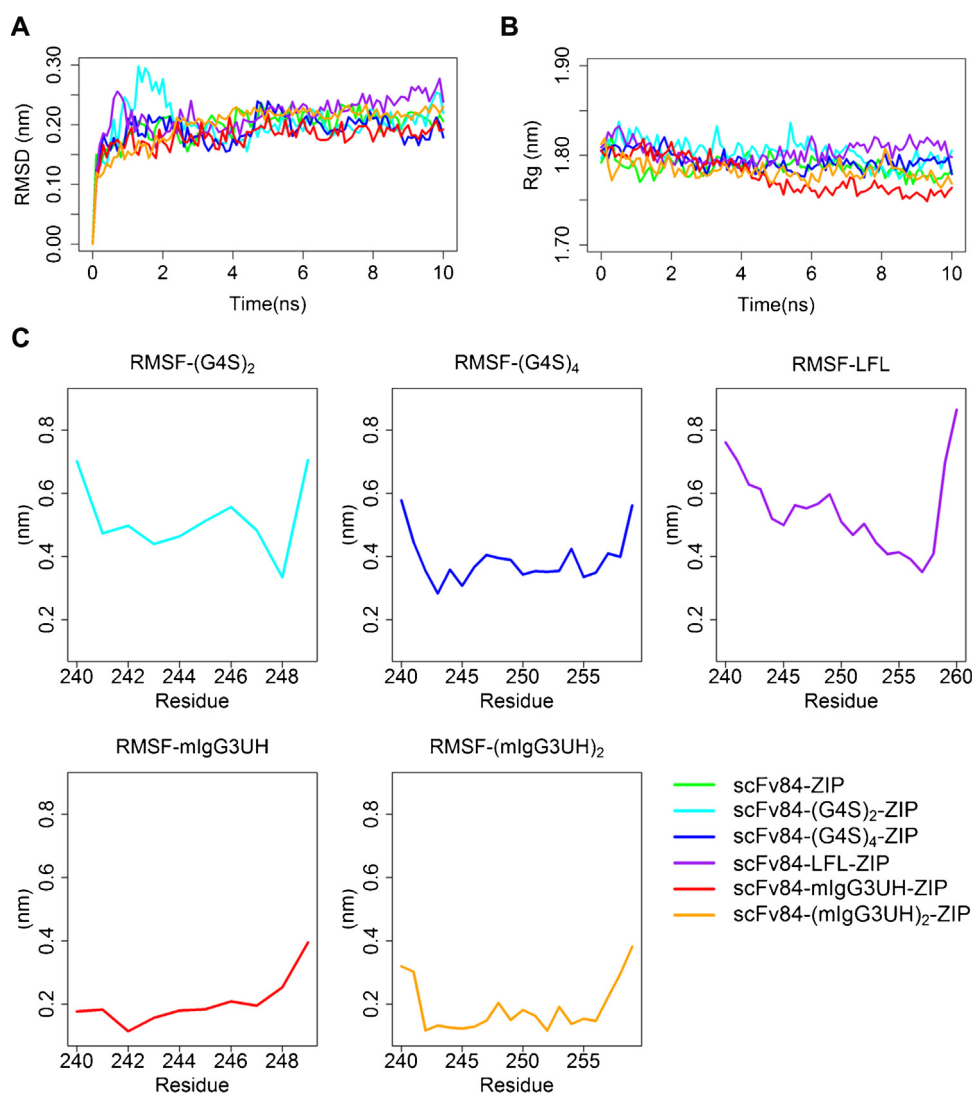 A
B
RMSD (nm)
0.00 0.10 0.20 0.30
0 2 4 6 8 10
Time(ns)
Rg (nm)
1.70 1.80 1.90
0 2 4 6 8 10
Time(ns)
C
RMSF-(G4S)₂
RMSF-(G4S)₄
RMSF-LFL
(nm)
0.2 0.4 0.6 0.8
240 242 244 246 248
Residue
(nm)
0.2 0.4 0.6 0.8
240 245 250 255
Residue
(nm)
0.2 0.4 0.6 0.8
240 245 250 255 260
Residue
RMSF-mIgG3UH
RMSF-(mIgG3UH)₂
(nm)
0.2 0.4 0.6 0.8
240 242 244 246 248
Residue
(nm)
0.2 0.4 0.6 0.8
240 245 250 255
Residue
scFv84-ZIP
scFv84-(G4S)₂-ZIP
scFv84-(G4S)₄-ZIP
scFv84-LFL-ZIP
scFv84-mIgG3UH-ZIP
scFv84-(mIgG3UH)₂-ZIP